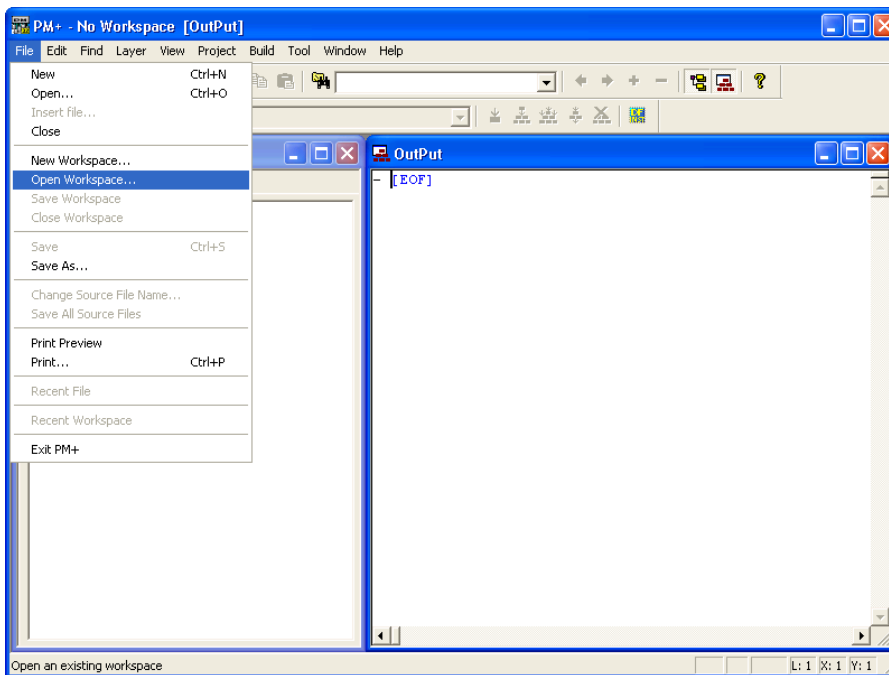 PM+ - No Workspace [OutPut]
File Edit Find Layer View Project Build Tool Window Help
New Ctrl+N
Open... Ctrl+O
Insert file...
Close
New Workspace...
Open Workspace...
Save Workspace
Close Workspace
Save Ctrl+S
Save As...
Change Source File Name...
Save All Source Files
Print Preview
Print... Ctrl+P
Recent File
Recent Workspace
Exit PM+
OutPut
[EOF]
Open an existing workspace
L: 1 X: 1 Y: 1